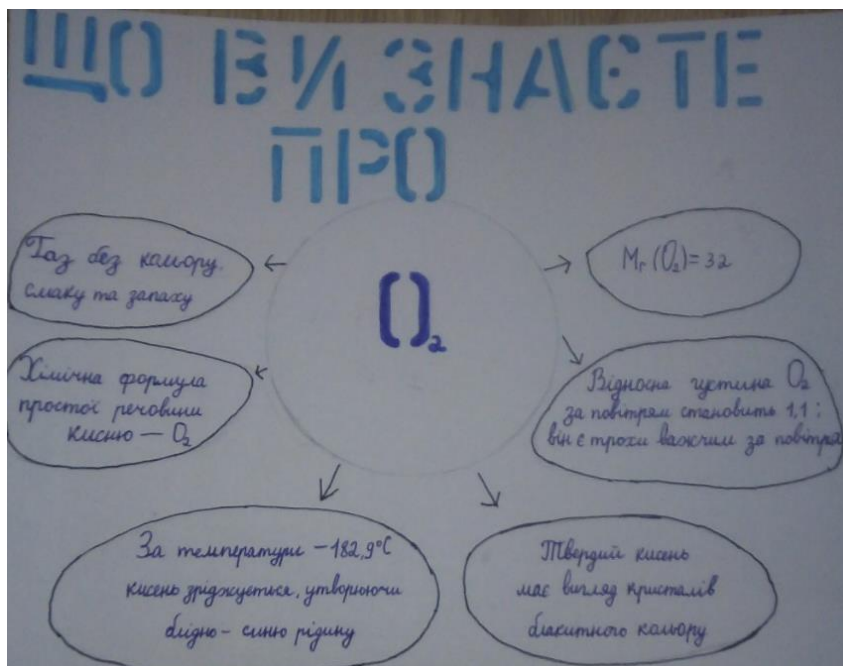 ЩО ВИ ЗНАЄТЕ
ПРО
O₂
Газ без кольору.
смаку та запаху
Mr (O₂) = 32
Хімічна формула
простої речовини
кисню — O₂
Відносна густина O₂
за повітрям становить 1,1 :
він є трохи важчим за повітря
За температури −182,9°C
кисень зріджується, утворюючи
блідно- синю рідину
Твердий кисень
має вигляд кристалів
блакитного кольору